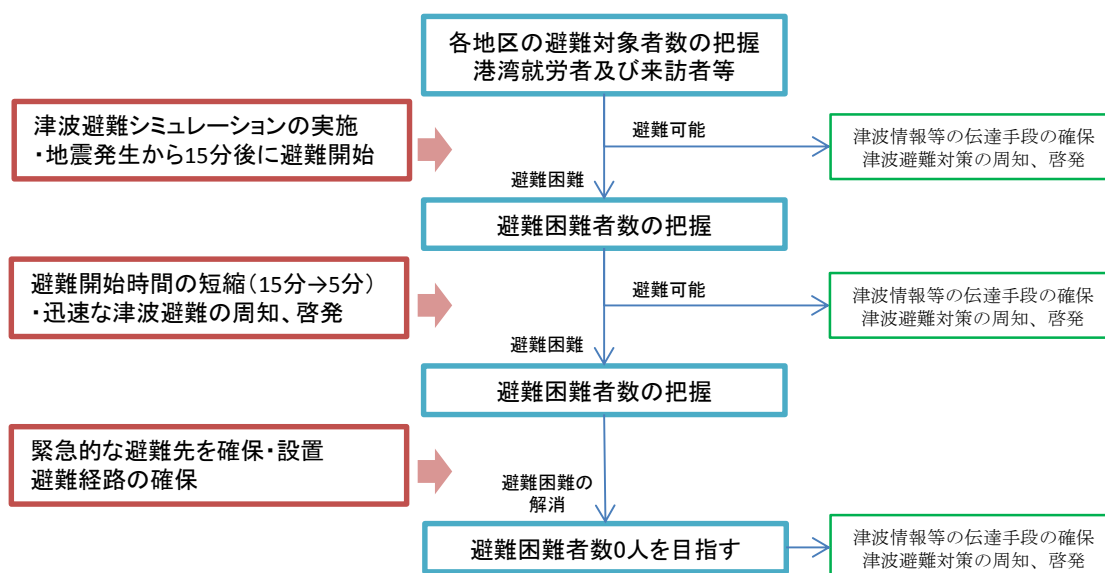 各地区の避難対象者数の把握
港湾就労者及び来訪者等
津波避難シミュレーションの実施
・地震発生から15分後に避難開始
避難可能
津波情報等の伝達手段の確保
津波避難対策の周知、啓発
避難困難
避難困難者数の把握
避難開始時間の短縮（15分→5分）
・迅速な津波避難の周知、啓発
避難可能
津波情報等の伝達手段の確保
津波避難対策の周知、啓発
避難困難
避難困難者数の把握
緊急的な避難先を確保・設置
避難経路の確保
避難困難の
解消
避難困難者数0人を目指す
津波情報等の伝達手段の確保
津波避難対策の周知、啓発